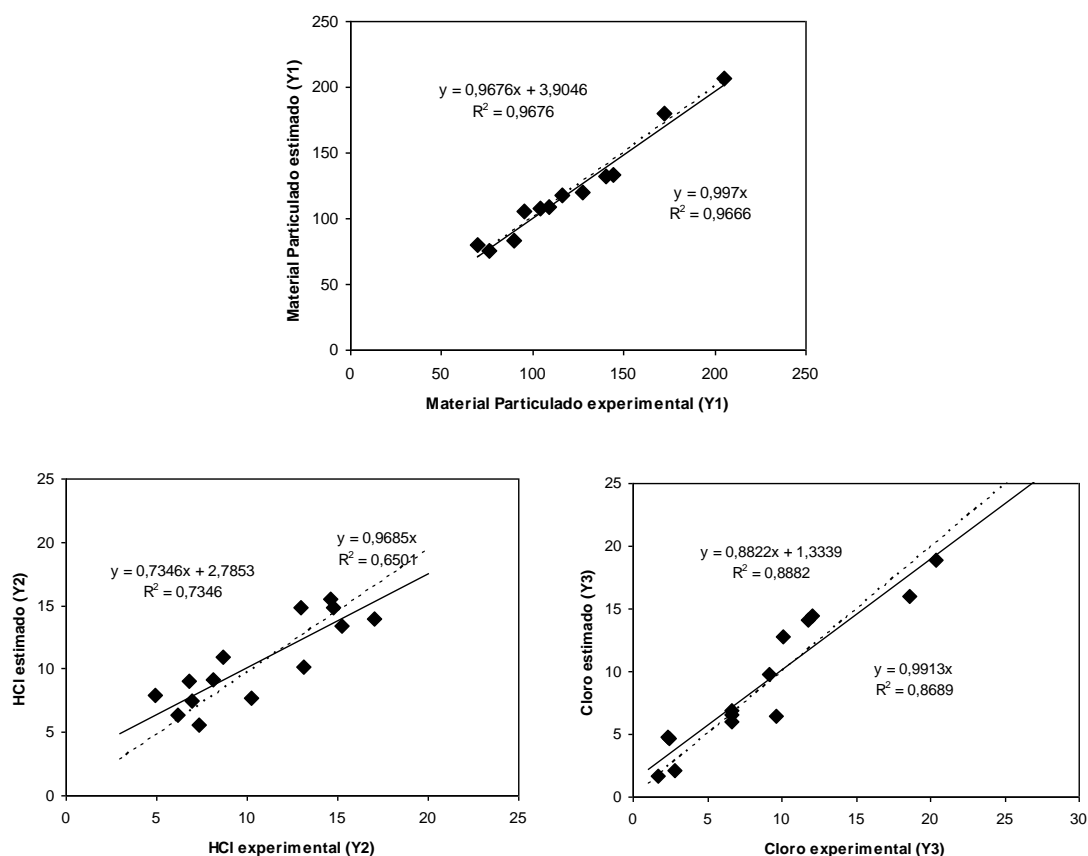 Material Particulado estimado (Y1)
250
200
150
100
50
0
y = 0,9676x + 3,9046
R² = 0,9676
y = 0,997x
R² = 0,9666
0 50 100 150 200 250
Material Particulado experimental (Y1)
HCl estimado (Y2)
25
20
15
10
5
0
y = 0,9685x
R² = 0,6501
y = 0,7346x + 2,7853
R² = 0,7346
0 5 10 15 20 25
HCl experimental (Y2)
Cloro estimado (Y3)
25
20
15
10
5
0
y = 0,8822x + 1,3339
R² = 0,8882
y = 0,9913x
R² = 0,8689
0 5 10 15 20 25 30
Cloro experimental (Y3)